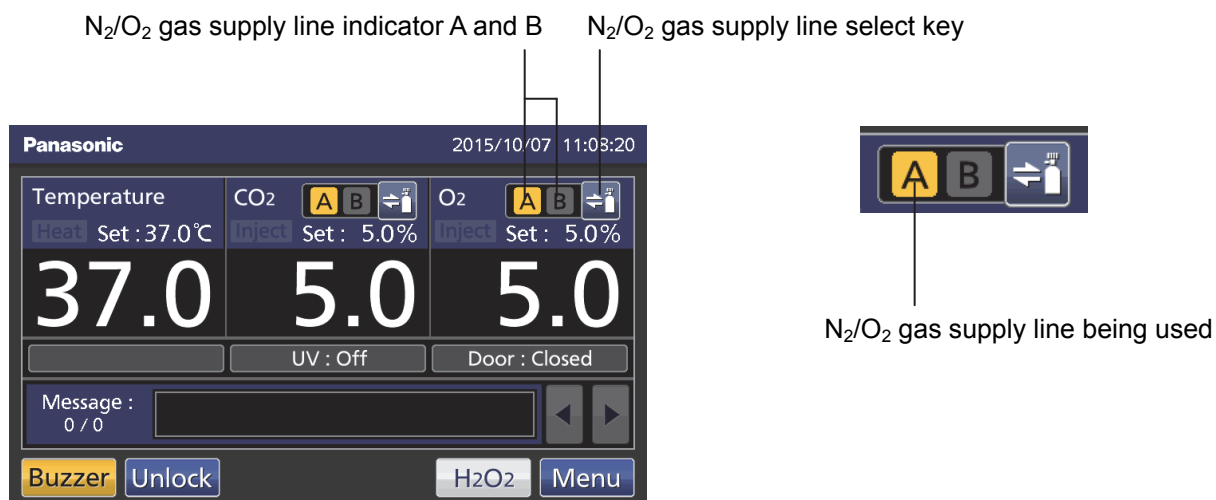 N₂/O₂ gas supply line indicator A and B
N₂/O₂ gas supply line select key
Panasonic
2015/10/07 11:08:20
Temperature
Heat Set : 37.0℃
37.0
CO2 A B
Inject Set : 5.0%
5.0
O2 A B
Inject Set : 5.0%
5.0
UV : Off
Door : Closed
Message :
0 / 0
Buzzer
Unlock
H2O2
Menu
A B
N₂/O₂ gas supply line being used